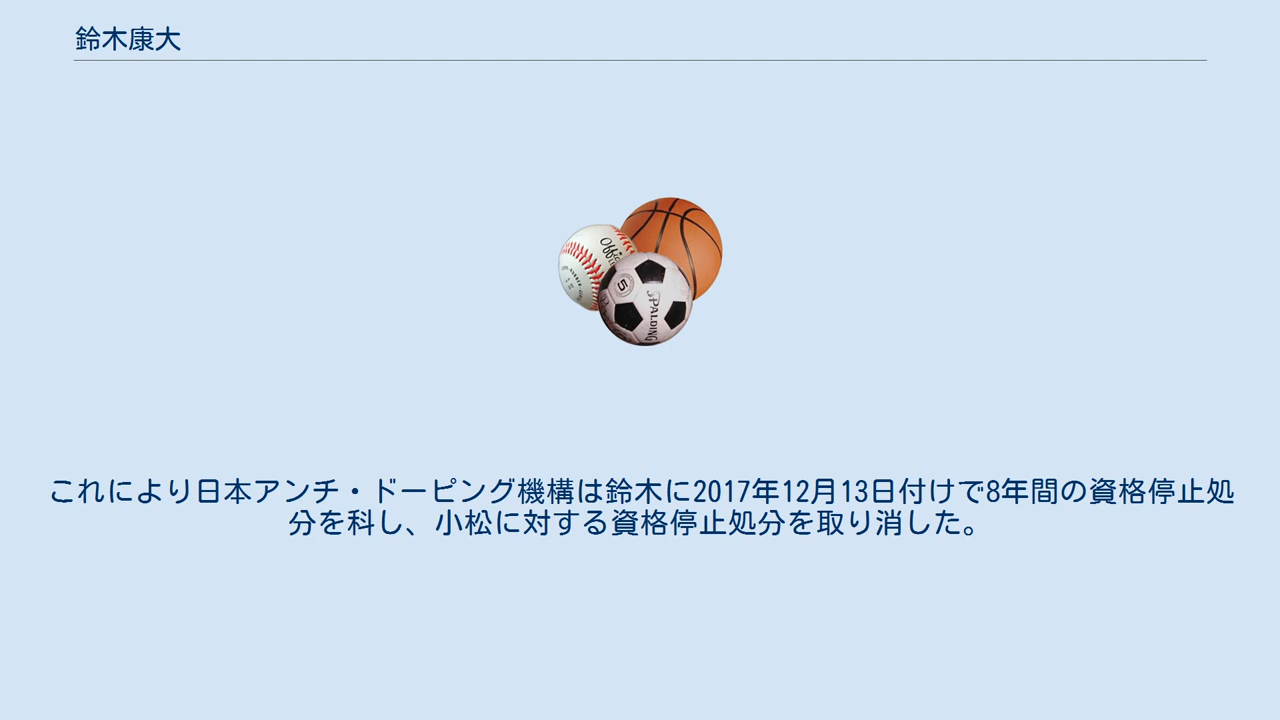 鈴木康大
Offic
5
SPALDING
これにより日本アンチ・ドーピング機構は鈴木に2017年12月13日付けで8年間の資格停止処
分を科し、小松に対する資格停止処分を取り消した。